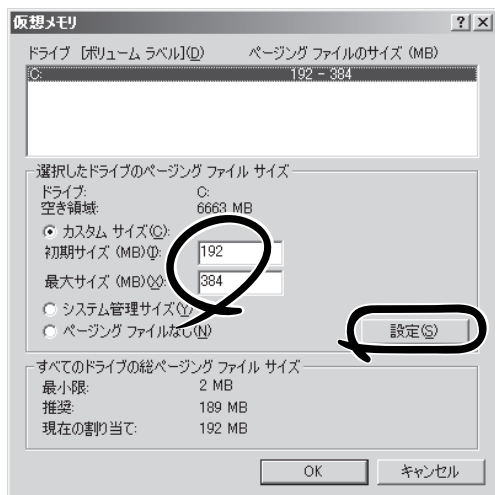 仮想メモリ
ドライブ [ボリューム ラベル](D) ページング ファイルのサイズ (MB)
C: 192 - 384
選択したドライブのページング ファイル サイズ
ドライブ: C:
空き領域: 6663 MB
カスタム サイズ(C):
初期サイズ (MB)(I): 192
最大サイズ (MB)(X): 384
システム管理サイズ(Y)
ページング ファイルなし(N) 設定(S)
すべてのドライブの総ページング ファイル サイズ
最小限: 2 MB
推奨: 189 MB
現在の割り当て: 192 MB
OK キャンセル